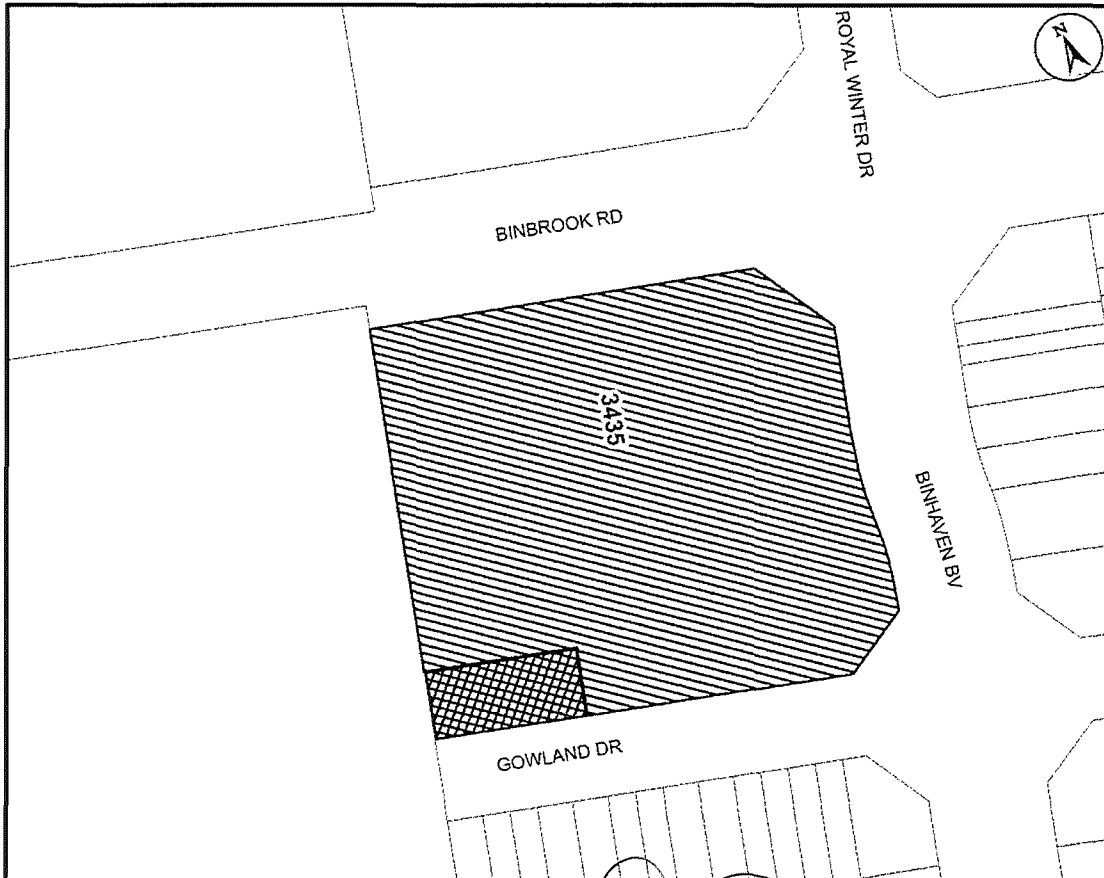 ROYAL WINTER DR
Z
BINBROOK RD
3435
BINHAVEN BV
GOWLAND DR